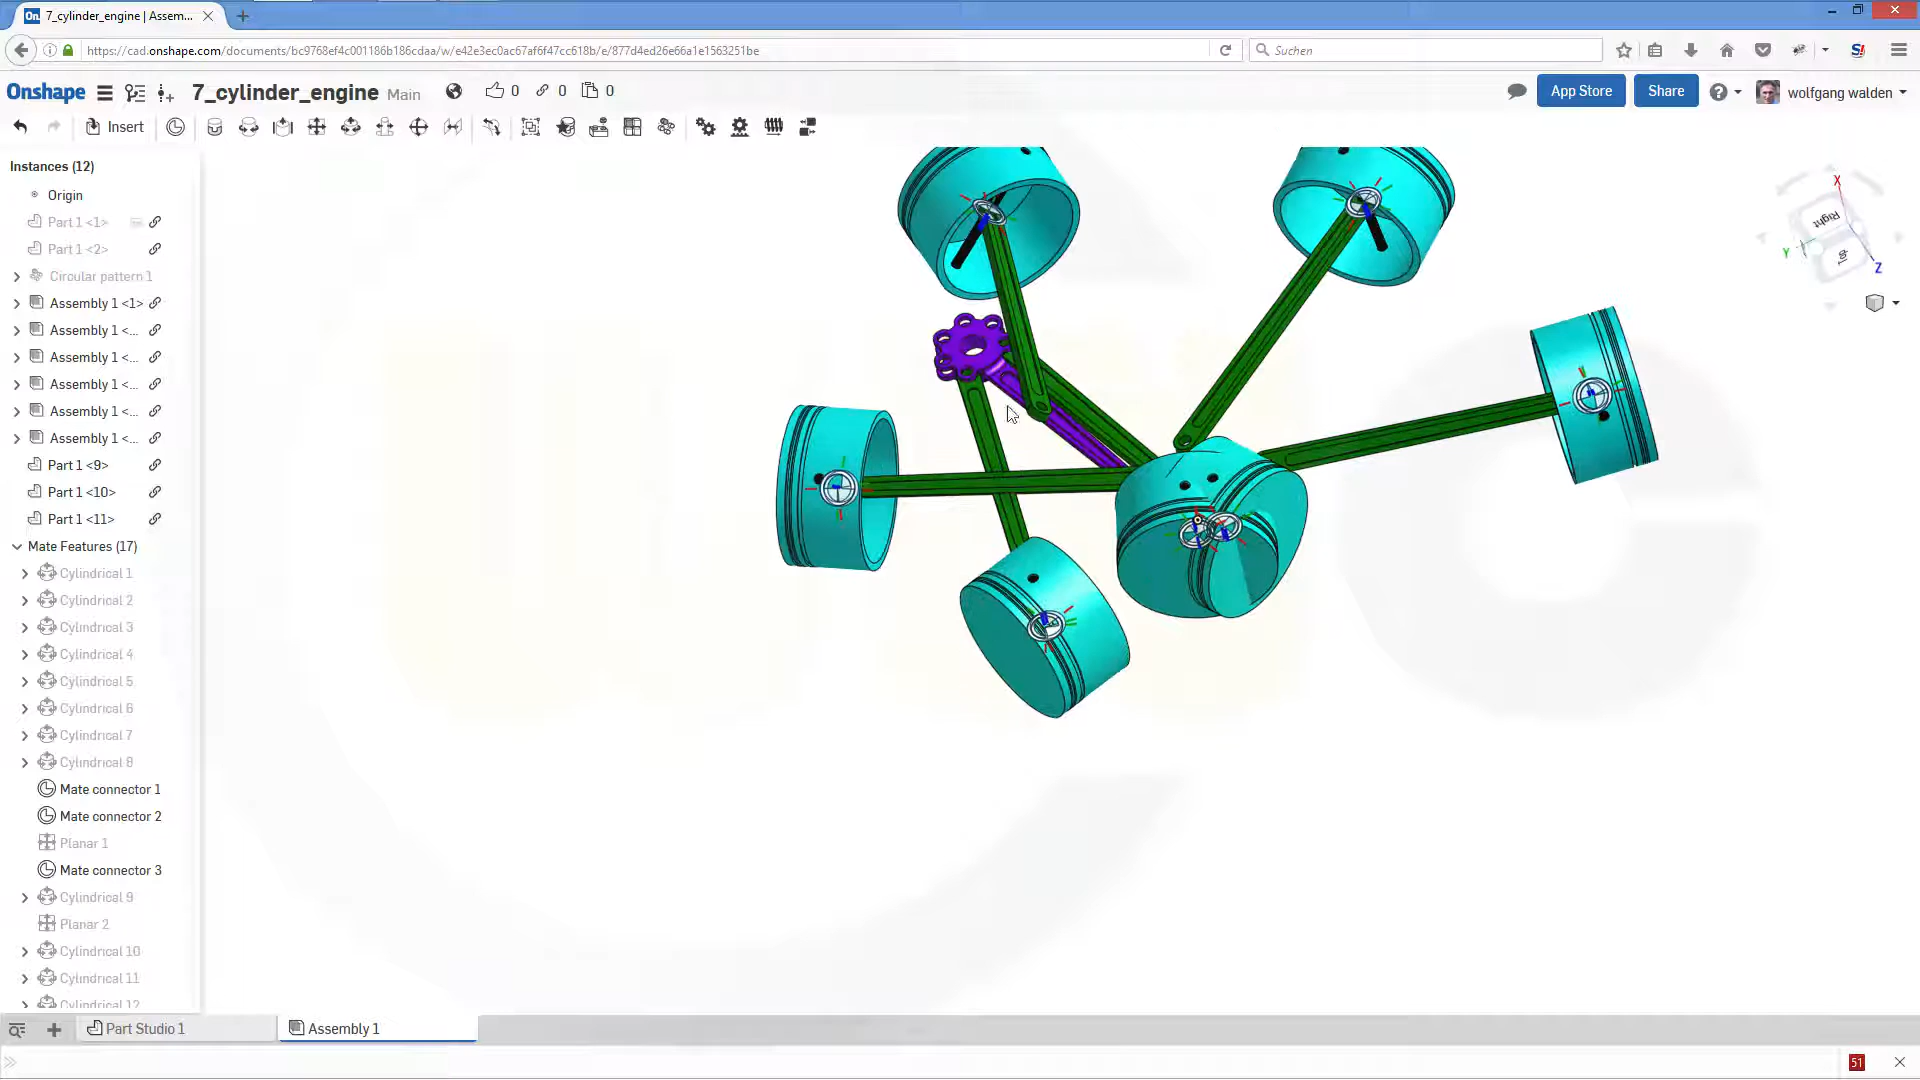 7_cylinder_engine | Assem...
https://cad.onshape.com/documents/bc9768ef4c001186b186cdaa/w/e42e3ec0ac67af6f47cc618b/e/877d4ed26e66a1e1563251be
Suchen
Onshape
7_cylinder_engine Main
0
0
0
App Store
Share
wolfgang walden
Insert
Instances (12)
Origin
Part 1 <1>
Part 1 <2>
Circular pattern 1
Assembly 1 <1>
Assembly 1 <...
Assembly 1 <...
Assembly 1 <...
Assembly 1 <...
Assembly 1 <...
Part 1 <9>
Part 1 <10>
Part 1 <11>
Mate Features (17)
Cylindrical 1
Cylindrical 2
Cylindrical 3
Cylindrical 4
Cylindrical 5
Cylindrical 6
Cylindrical 7
Cylindrical 8
Mate connector 1
Mate connector 2
Planar 1
Mate connector 3
Cylindrical 9
Planar 2
Cylindrical 10
Cylindrical 11
Cylindrical 12
X
Right
Y
Z
Part Studio 1
Assembly 1
51